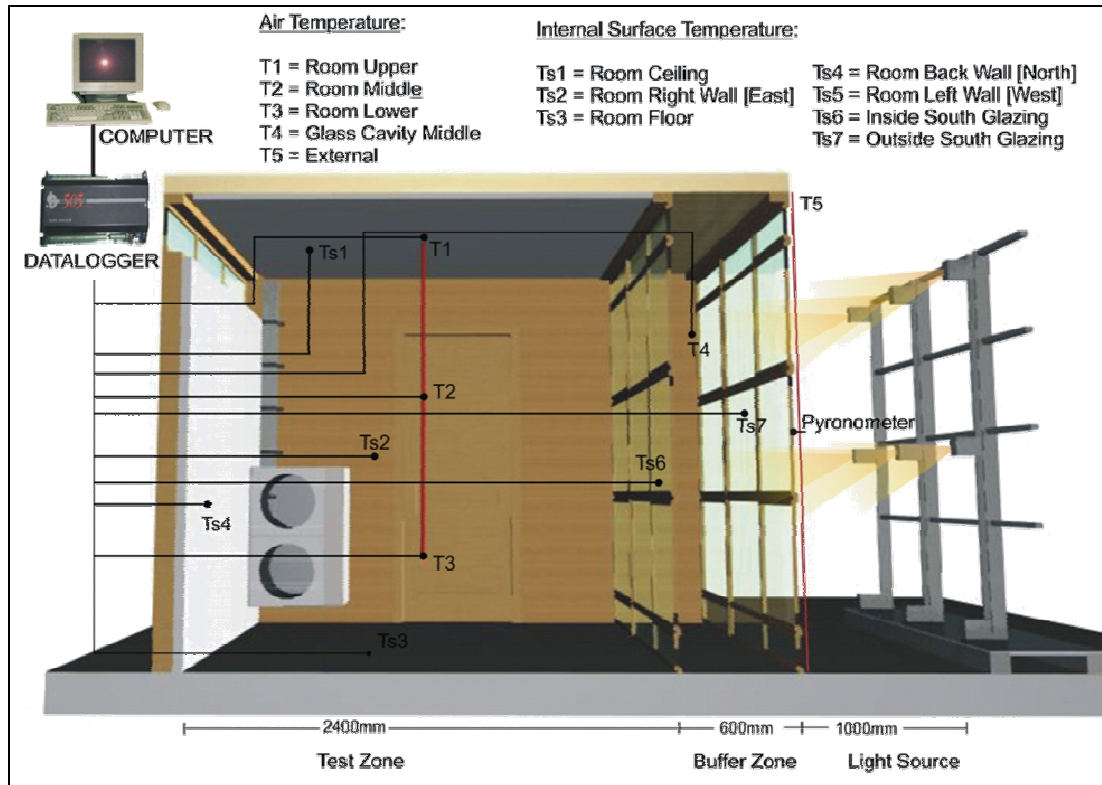 Air Temperature:
T1 = Room Upper
T2 = Room Middle
T3 = Room Lower
T4 = Glass Cavity Middle
T5 = External
Internal Surface Temperature:
Ts1 = Room Ceiling
Ts2 = Room Right Wall [East]
Ts3 = Room Floor
Ts4 = Room Back Wall [North]
Ts5 = Room Left Wall [West]
Ts6 = Inside South Glazing
Ts7 = Outside South Glazing
COMPUTER
DATALOGGER
T5
Ts1
T1
T4
T2
Ts7
Pyronometer
Ts2
Ts6
Ts4
T3
Ts3
2400mm
600mm
1000mm
Test Zone
Buffer Zone
Light Source